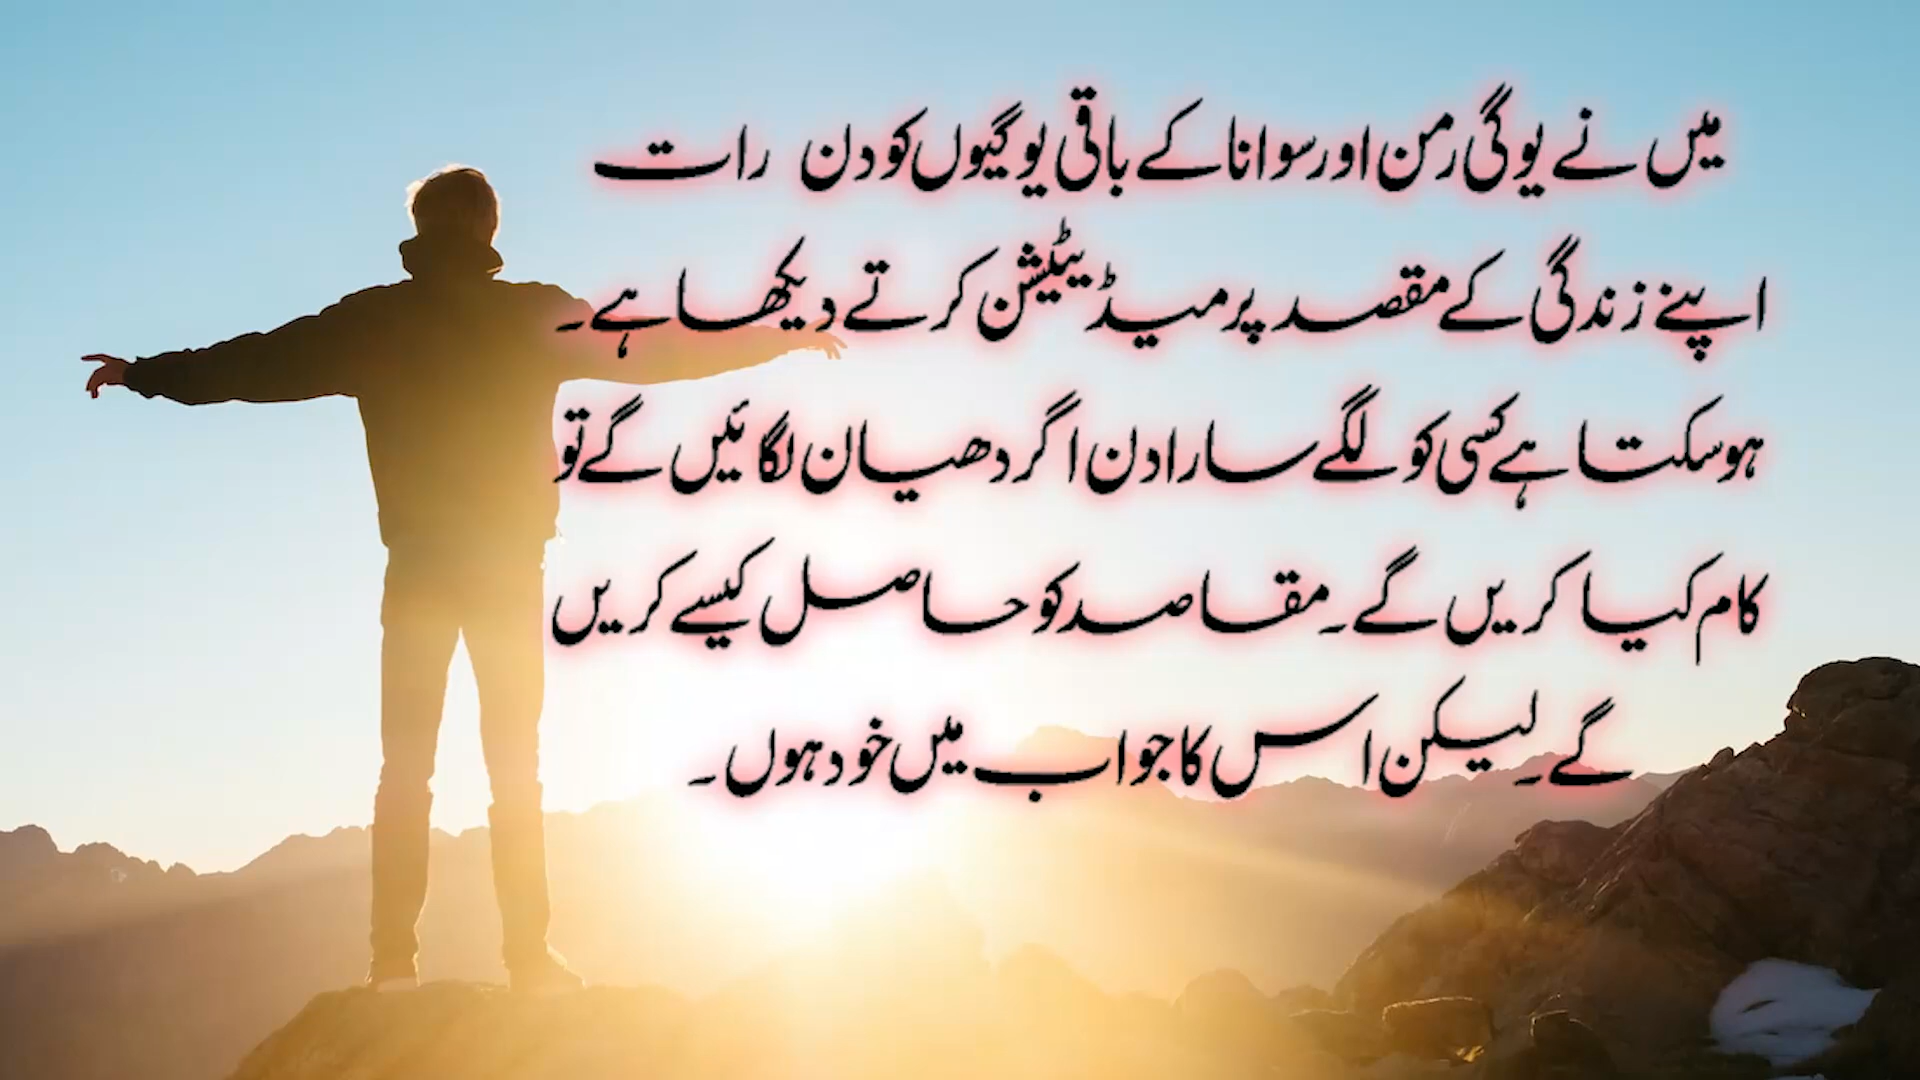 میں نے یوگی رمن اور سوانا کے باقی یوگیوں کو دن رات
اپنے زندگی کے مقصد پر میڈیٹیشن کرتے دیکھا ہے۔
ہو سکتا ہے کسی کو لگے سارا دن اگر دھیان لگائیں گے تو
کام کیا کریں گے۔ مقاصد کو حاصل کیسے کریں
گے۔ لیکن اس کا جواب میں خود ہوں۔